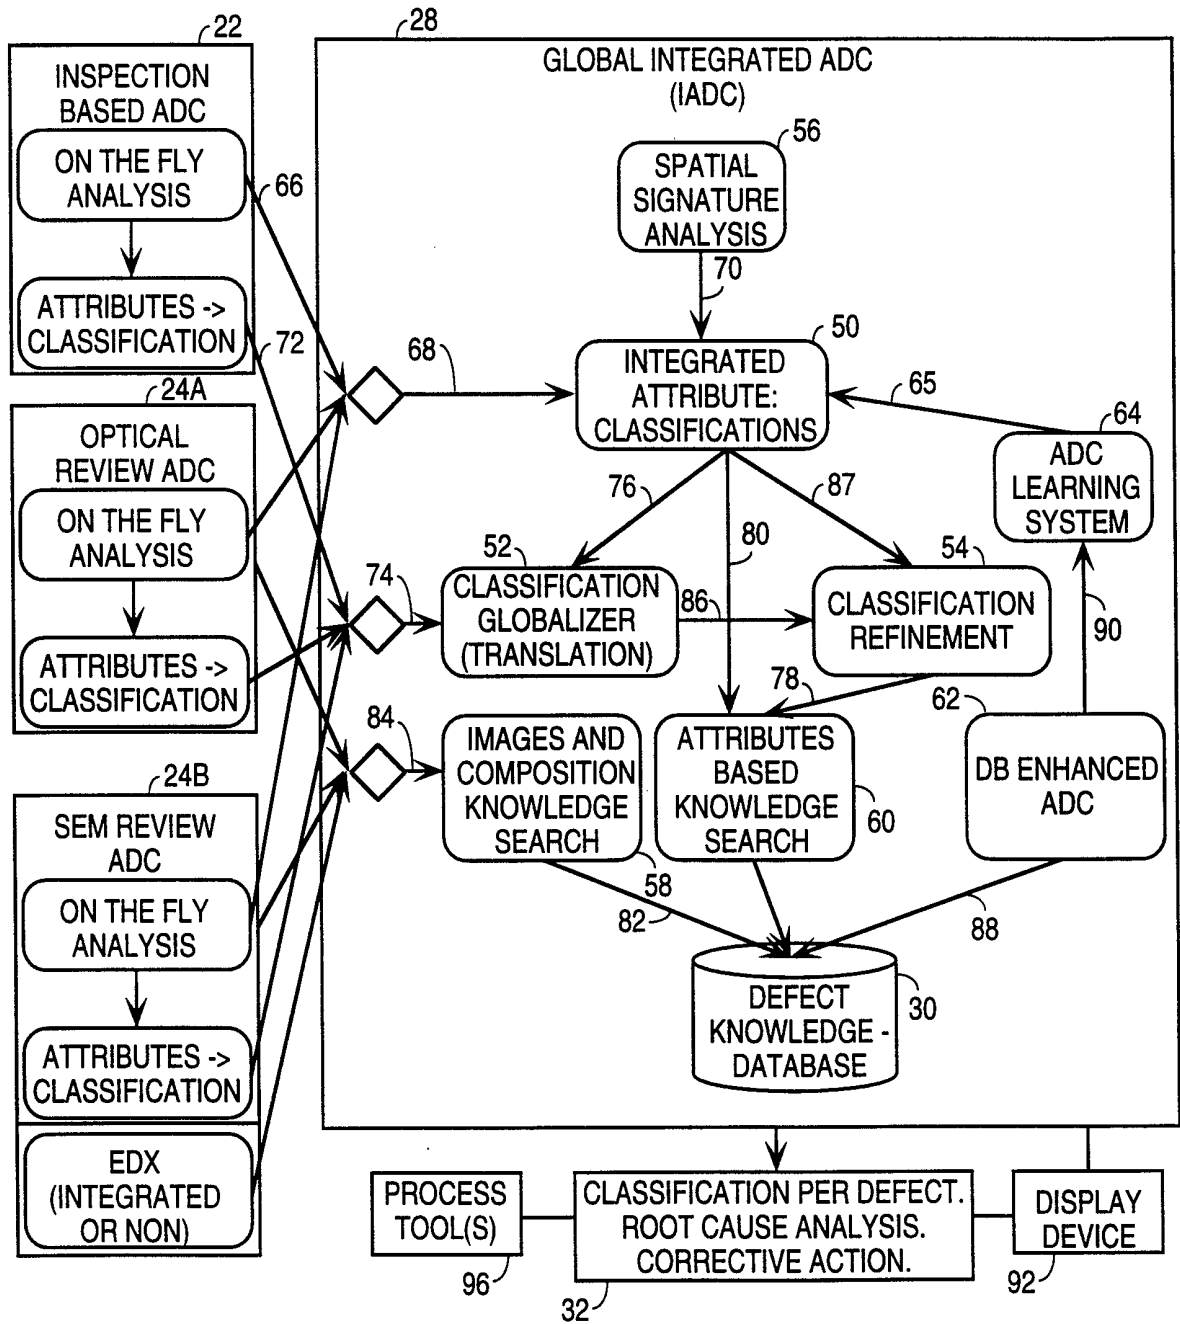 22
INSPECTION
BASED ADC
ON THE FLY
ANALYSIS
ATTRIBUTES ->
CLASSIFICATION
66
72
24A
OPTICAL
REVIEW ADC
ON THE FLY
ANALYSIS
ATTRIBUTES ->
CLASSIFICATION
24B
SEM REVIEW
ADC
ON THE FLY
ANALYSIS
ATTRIBUTES ->
CLASSIFICATION
EDX
(INTEGRATED
OR NON)
28
GLOBAL INTEGRATED ADC
(IADC)
56
SPATIAL
SIGNATURE
ANALYSIS
70
50
INTEGRATED
ATTRIBUTE:
CLASSIFICATIONS
68
65
64
ADC
LEARNING
SYSTEM
76
80
87
52
CLASSIFICATION
GLOBALIZER
(TRANSLATION)
74
86
54
CLASSIFICATION
REFINEMENT
90
78
62
84
IMAGES AND
COMPOSITION
KNOWLEDGE
SEARCH
58
ATTRIBUTES
BASED
KNOWLEDGE
SEARCH
60
DB ENHANCED
ADC
82
88
30
DEFECT
KNOWLEDGE -
DATABASE
PROCESS
TOOL(S)
96
CLASSIFICATION PER DEFECT.
ROOT CAUSE ANALYSIS.
CORRECTIVE ACTION.
32
DISPLAY
DEVICE
92